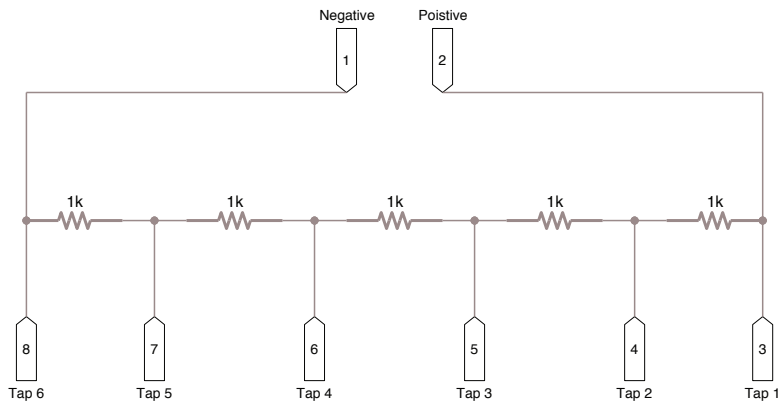 Negative
Poistive
1
2
1k
1k
1k
1k
1k
8
7
6
5
4
3
Tap 6
Tap 5
Tap 4
Tap 3
Tap 2
Tap 1